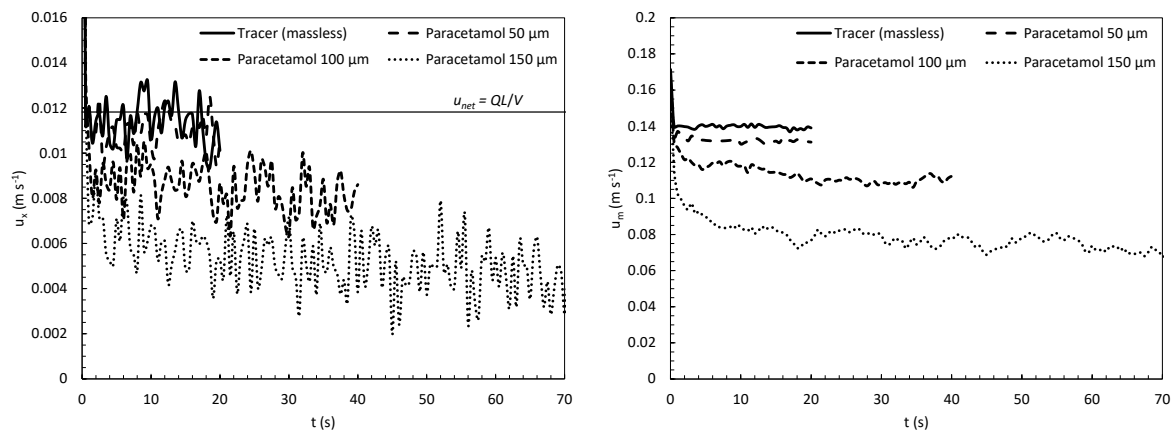 0.016
0.014
0.012
0.01
0.008
0.006
0.004
0.002
0
u_x (m s⁻¹)
Tracer (massless)
Paracetamol 50 µm
Paracetamol 100 µm
Paracetamol 150 µm
u_net = QL/V
0 10 20 30 40 50 60 70
t (s)
0.2
0.18
0.16
0.14
0.12
0.1
0.08
0.06
0.04
0.02
0
u_m (m s⁻¹)
Tracer (massless)
Paracetamol 50 µm
Paracetamol 100 µm
Paracetamol 150 µm
0 10 20 30 40 50 60 70
t (s)